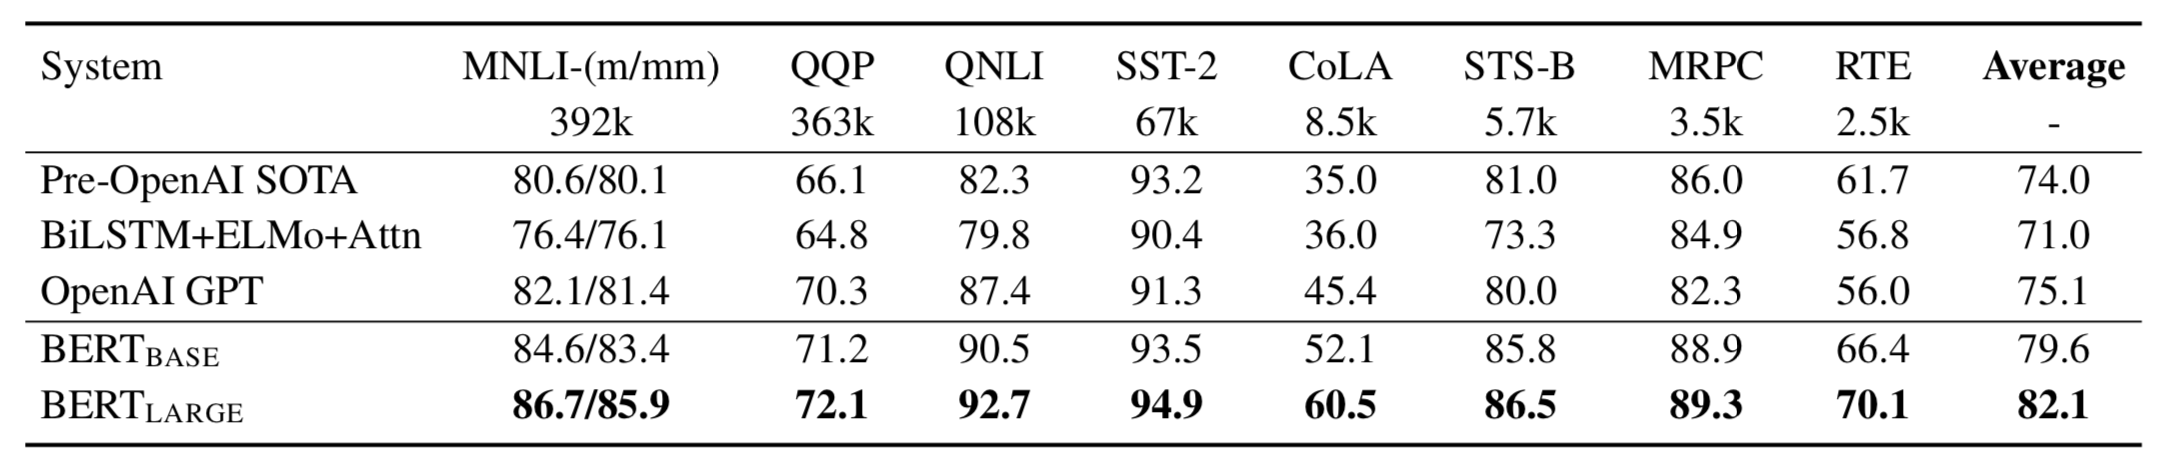 System MNLI-(m/mm) QQP QNLI SST-2 CoLA STS-B MRPC RTE Average
392k 363k 108k 67k 8.5k 5.7k 3.5k 2.5k -
Pre-OpenAI SOTA 80.6/80.1 66.1 82.3 93.2 35.0 81.0 86.0 61.7 74.0
BiLSTM+ELMo+Attn 76.4/76.1 64.8 79.8 90.4 36.0 73.3 84.9 56.8 71.0
OpenAI GPT 82.1/81.4 70.3 87.4 91.3 45.4 80.0 82.3 56.0 75.1
BERTBASE 84.6/83.4 71.2 90.5 93.5 52.1 85.8 88.9 66.4 79.6
BERTLARGE 86.7/85.9 72.1 92.7 94.9 60.5 86.5 89.3 70.1 82.1